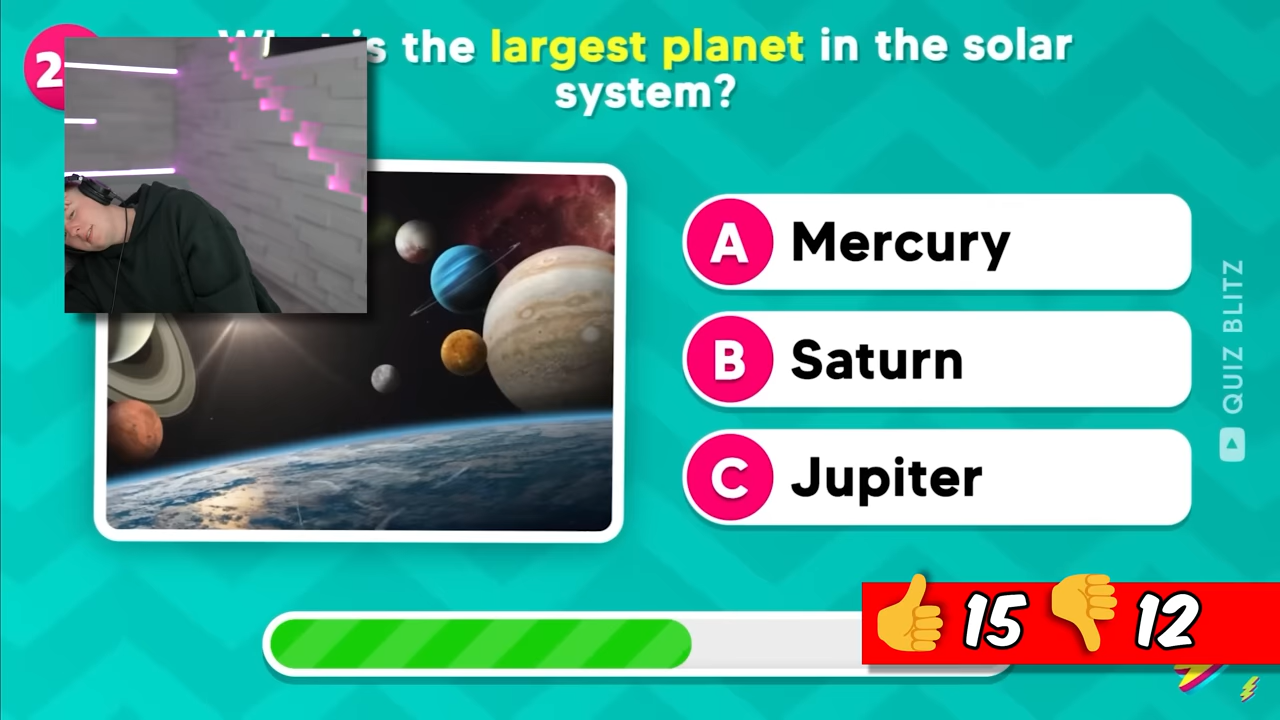 is the largest planet in the solar
system?
2
A Mercury
B Saturn
C Jupiter
QUIZ BLITZ
15 12